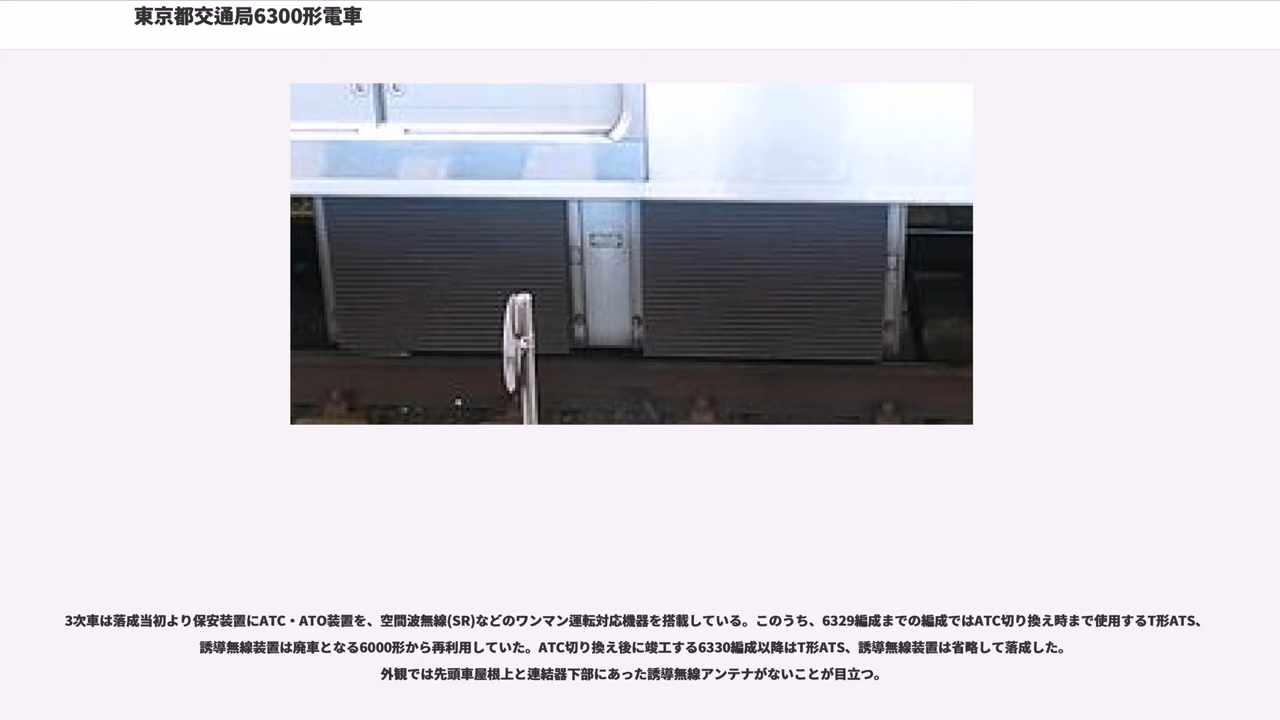 東京都交通局6300形電車
3次車は落成当初より保安装置にATC・ATO装置を、空間波無線(SR)などのワンマン運転対応機器を搭載している。このうち、6329編成までの編成ではATC切り換え時まで使用するT形ATS、
誘導無線装置は廃車となる6000形から再利用していた。ATC切り換え後に竣工する6330編成以降はT形ATS、誘導無線装置は省略して落成した。
外観では先頭車屋根上と連結器下部にあった誘導無線アンテナがないことが目立つ。